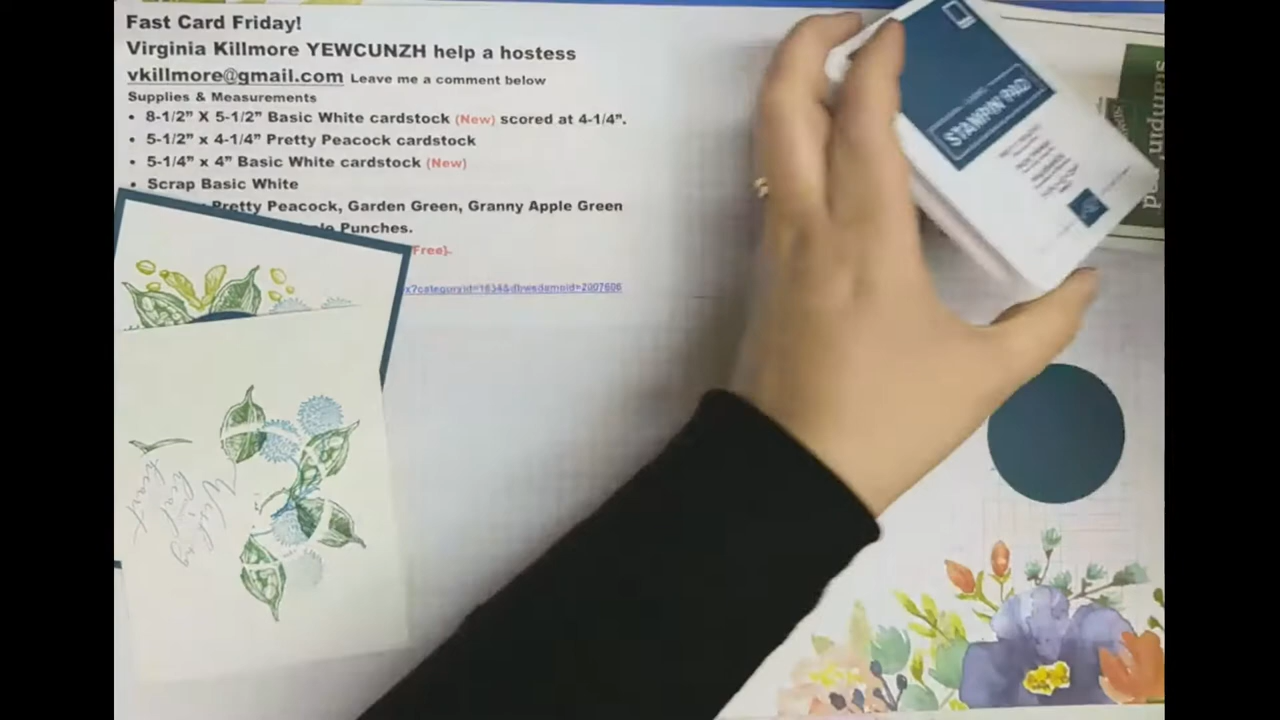 Fast Card Friday!
Virginia Killmore YEWCUNZH help a hostess
vkillmore@gmail.com Leave me a comment below
Supplies & Measurements
• 8-1/2” X 5-1/2” Basic White cardstock (New) scored at 4-1/4”.
• 5-1/2” x 4-1/4” Pretty Peacock cardstock
• 5-1/4” x 4” Basic White cardstock (New)
• Scrap Basic White
Pretty Peacock, Garden Green, Granny Apple Green
Punches.
Free}.
STAMPIN' PAD
stampin' pad